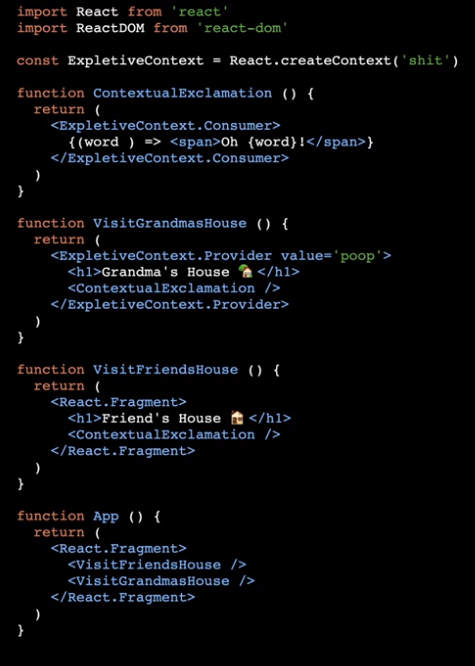 import React from 'react'
import ReactDOM from 'react-dom'
const ExpletiveContext = React.createContext('shit')
function ContextualExclamation () {
  return (
    <ExpletiveContext.Consumer>
      {(word ) => <span>Oh {word}!</span>}
    </ExpletiveContext.Consumer>
  )
}
function VisitGrandmasHouse () {
  return (
    <ExpletiveContext.Provider value='poop'>
      <h1>Grandma's House 🏡</h1>
      <ContextualExclamation />
    </ExpletiveContext.Provider>
  )
}
function VisitFriendsHouse () {
  return (
    <React.Fragment>
      <h1>Friend's House 🏠</h1>
      <ContextualExclamation />
    </React.Fragment>
  )
}
function App () {
  return (
    <React.Fragment>
      <VisitFriendsHouse />
      <VisitGrandmasHouse />
    </React.Fragment>
  )
}